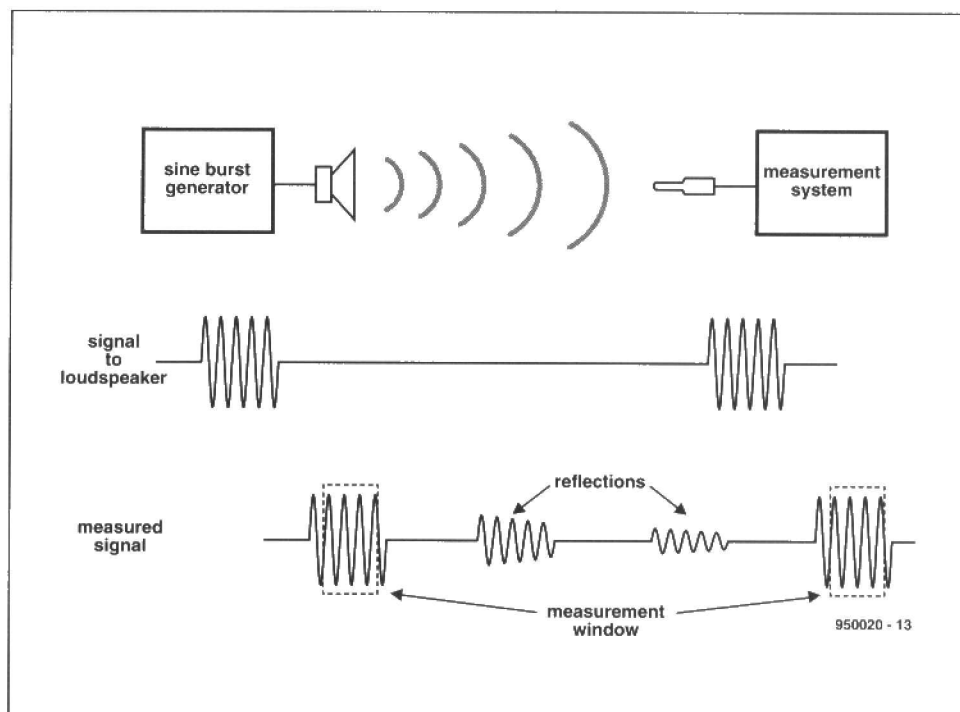 sine burst
generator
measurement
system
signal
to
loudspeaker
reflections
measured
signal
measurement
window
950020 - 13